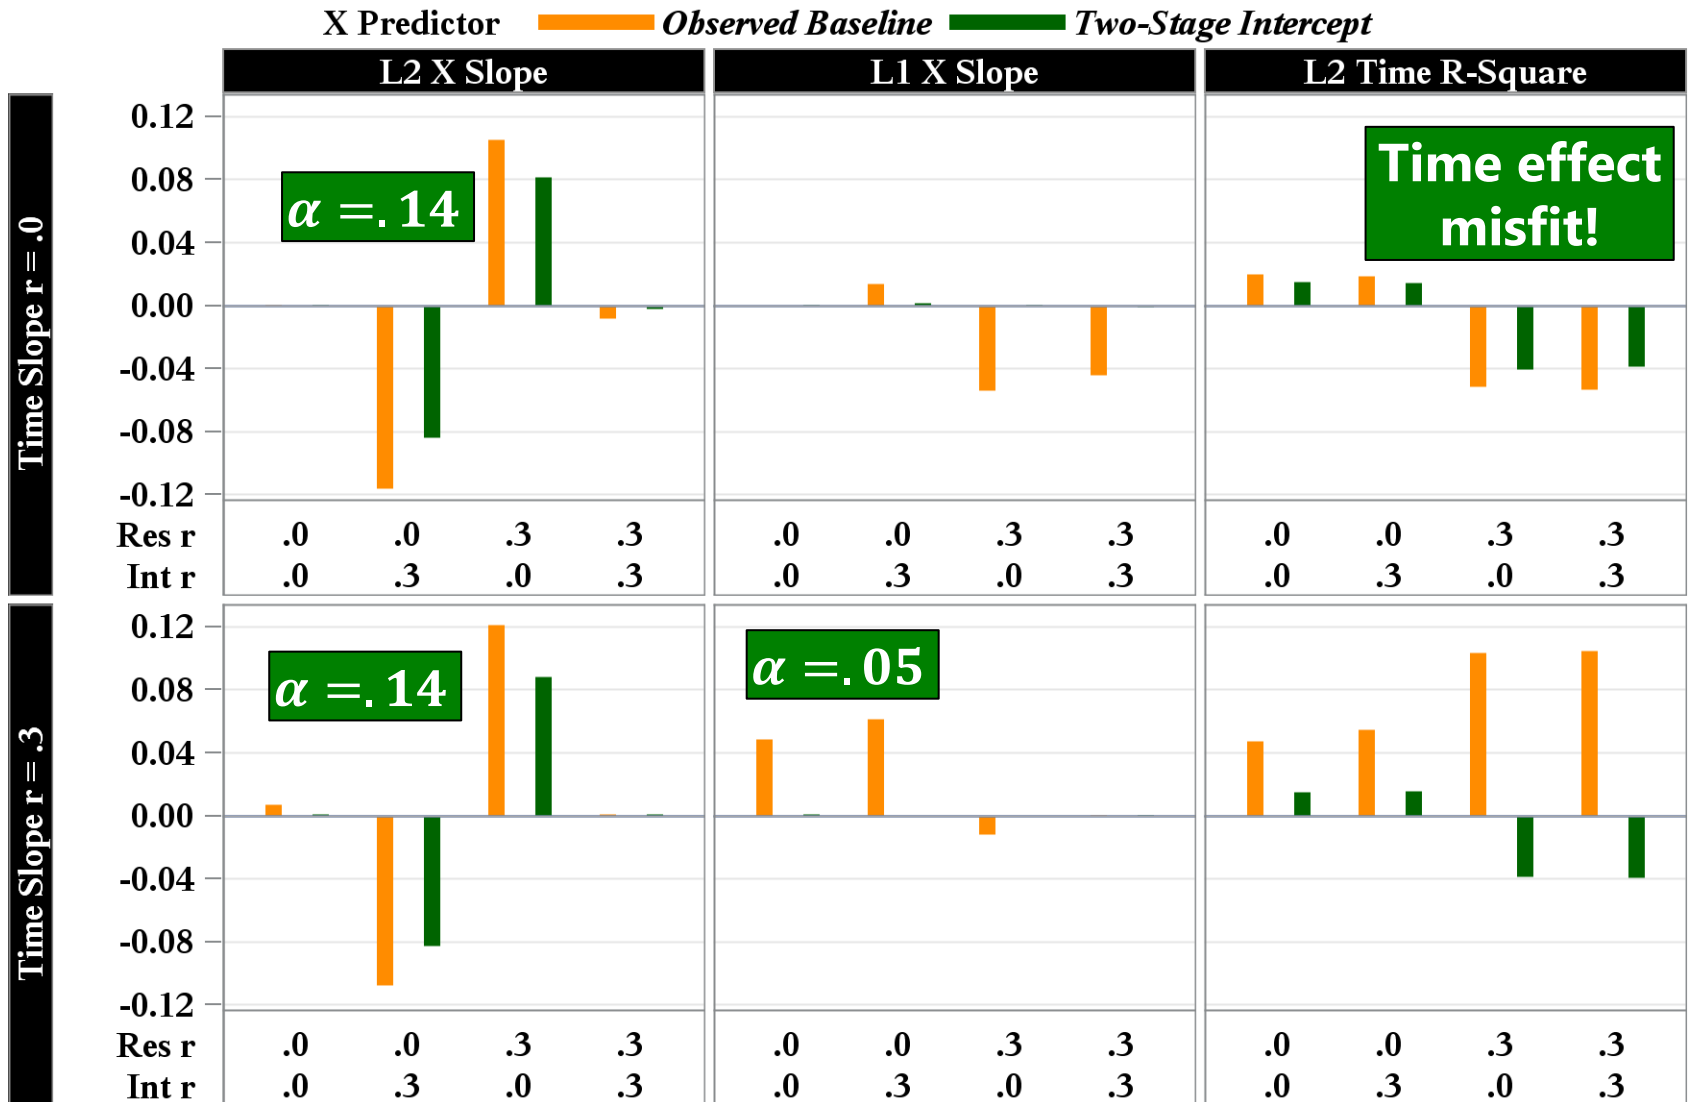 X Predictor Observed Baseline Two-Stage Intercept
L2 X Slope L1 X Slope L2 Time R-Square
Time Slope r = .0
0.12
0.08
0.04
0.00
-0.04
-0.08
-0.12
α =. 14
Time effect
misfit!
Res r .0 .0 .3 .3 .0 .0 .3 .3 .0 .0 .3 .3
Int r .0 .3 .0 .3 .0 .3 .0 .3 .0 .3 .0 .3
Time Slope r = .3
0.12
0.08
0.04
0.00
-0.04
-0.08
-0.12
α =. 14
α =. 05
Res r .0 .0 .3 .3 .0 .0 .3 .3 .0 .0 .3 .3
Int r .0 .3 .0 .3 .0 .3 .0 .3 .0 .3 .0 .3